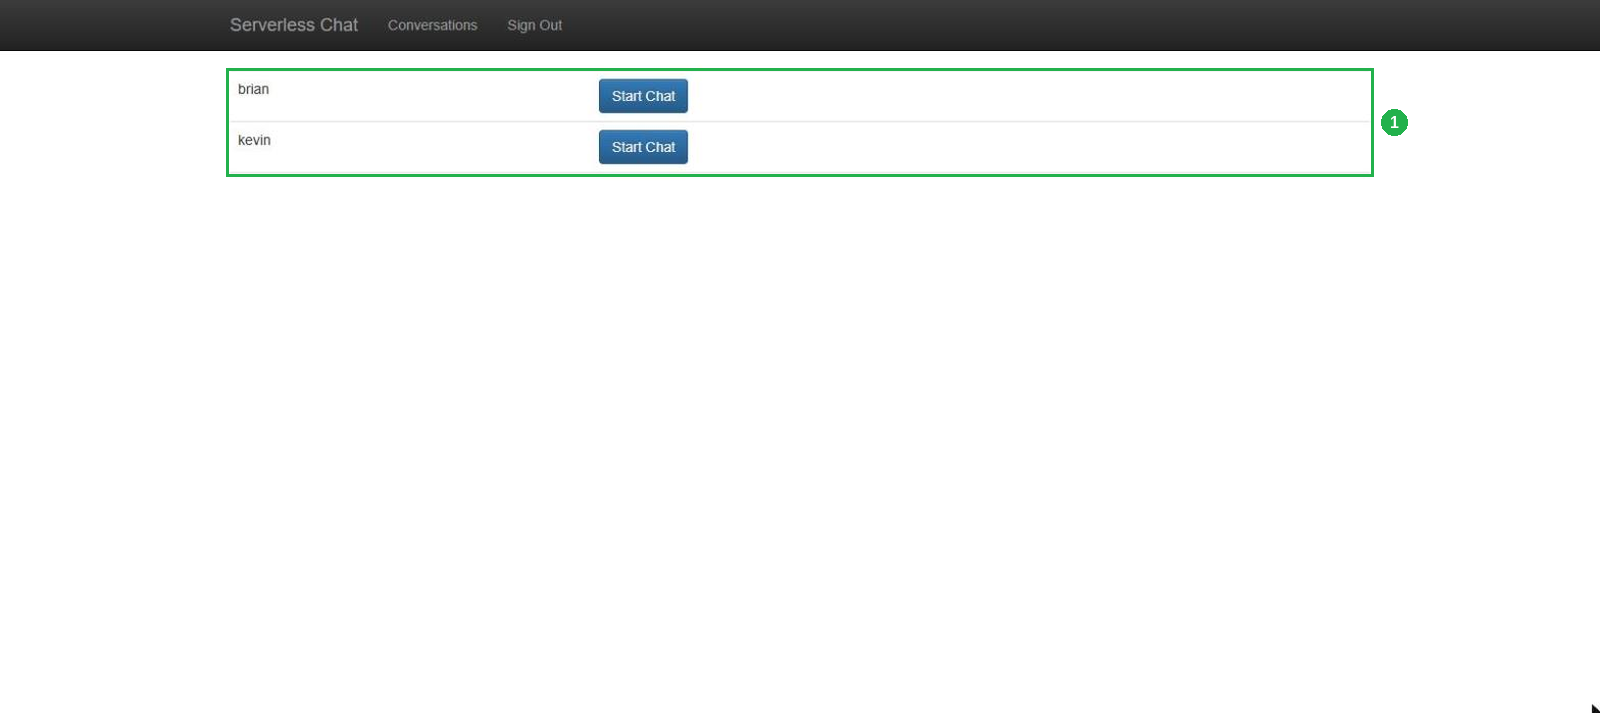 Serverless Chat Conversations Sign Out
brian Start Chat
1
kevin Start Chat